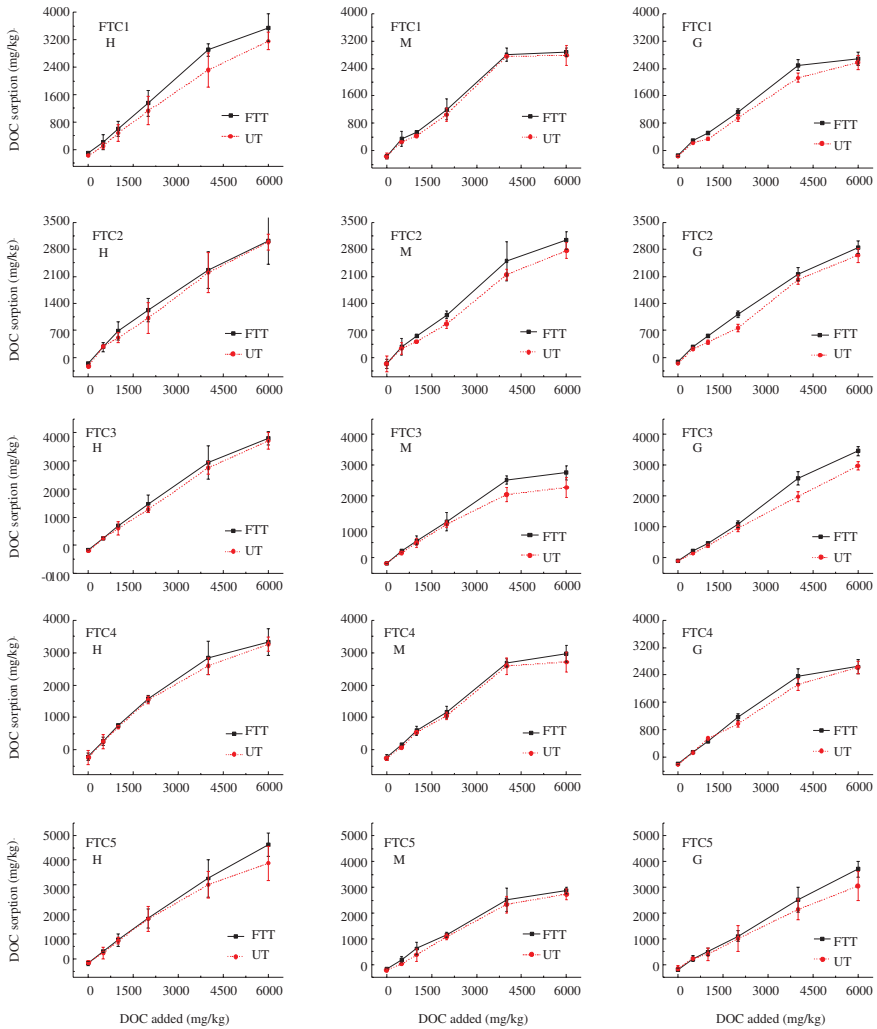 FTC1 H
DOC sorption (mg/kg)
4000
3200
2400
1600
800
0
FTT
UT
0 1500 3000 4500 6000
FTC1 M
4000
3200
2400
1600
800
0
FTT
UT
0 1500 3000 4500 6000
FTC1 G
4000
3200
2400
1600
800
0
FTT
UT
0 1500 3000 4500 6000
FTC2 H
DOC sorption (mg/kg)
3500
2800
2100
1400
700
0
FTT
UT
0 1500 3000 4500 6000
FTC2 M
3500
2800
2100
1400
700
0
FTT
UT
0 1500 3000 4500 6000
FTC2 G
3500
2800
2100
1400
700
0
FTT
UT
0 1500 3000 4500 6000
FTC3 H
DOC sorption (mg/kg)
4000
3000
2000
1000
0
-0100
FTT
UT
0 1500 3000 4500 6000
FTC3 M
4000
3000
2000
1000
0
FTT
UT
0 1500 3000 4500 6000
FTC3 G
4000
3000
2000
1000
0
FTT
UT
0 1500 3000 4500 6000
FTC4 H
DOC sorption (mg/kg)
4000
3000
2000
1000
0
FTT
UT
0 1500 3000 4500 6000
FTC4 M
4000
3000
2000
1000
0
FTT
UT
0 1500 3000 4500 6000
FTC4 G
4000
3200
2400
1600
800
0
FTT
UT
0 1500 3000 4500 6000
FTC5 H
DOC sorption (mg/kg)
5000
4000
3000
2000
1000
0
FTT
UT
0 1500 3000 4500 6000
DOC added (mg/kg)
FTC5 M
5000
4000
3000
2000
1000
0
FTT
UT
0 1500 3000 4500 6000
DOC added (mg/kg)
FTC5 G
5000
4000
3000
2000
1000
0
FTT
UT
0 1500 3000 4500 6000
DOC added (mg/kg)